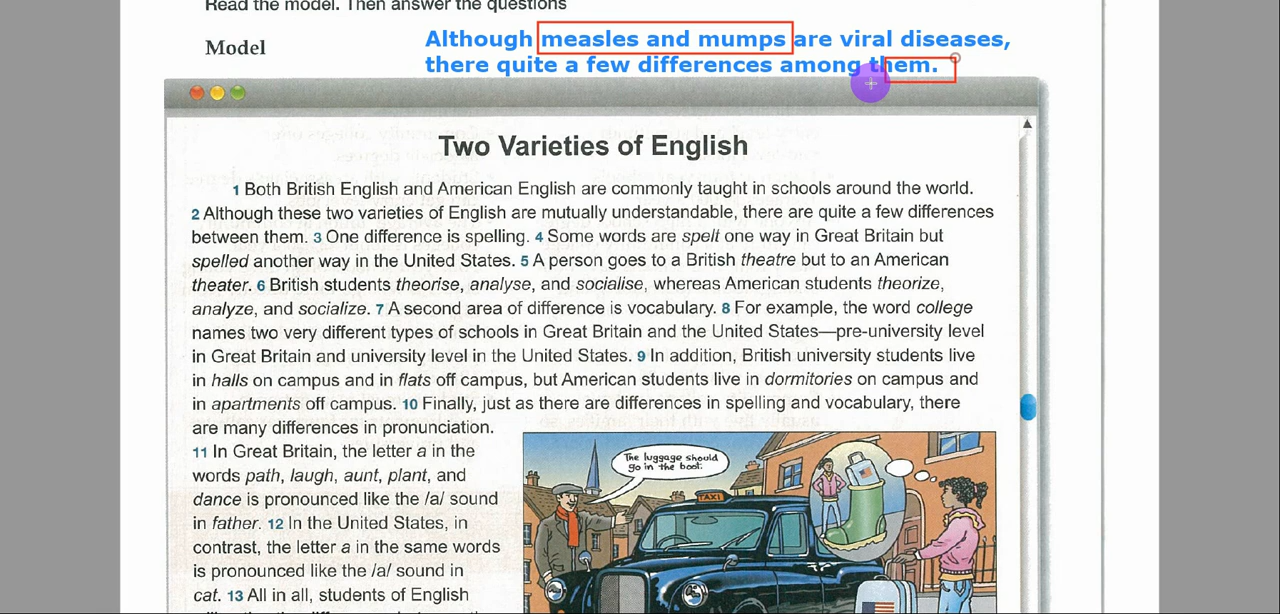 Read the model. Then answer the questions
Model
Although measles and mumps are viral diseases,
there quite a few differences among them.
Two Varieties of English
1 Both British English and American English are commonly taught in schools around the world.
2 Although these two varieties of English are mutually understandable, there are quite a few differences
between them. 3 One difference is spelling. 4 Some words are spelt one way in Great Britain but
spelled another way in the United States. 5 A person goes to a British theatre but to an American
theater. 6 British students theorise, analyse, and socialise, whereas American students theorize,
analyze, and socialize. 7 A second area of difference is vocabulary. 8 For example, the word college
names two very different types of schools in Great Britain and the United States—pre-university level
in Great Britain and university level in the United States. 9 In addition, British university students live
in halls on campus and in flats off campus, but American students live in dormitories on campus and
in apartments off campus. 10 Finally, just as there are differences in spelling and vocabulary, there
are many differences in pronunciation.
11 In Great Britain, the letter a in the
words path, laugh, aunt, plant, and
dance is pronounced like the /a/ sound
in father. 12 In the United States, in
contrast, the letter a in the same words
is pronounced like the /a/ sound in
cat. 13 All in all, students of English
The luggage should
go in the boot.
TAXI